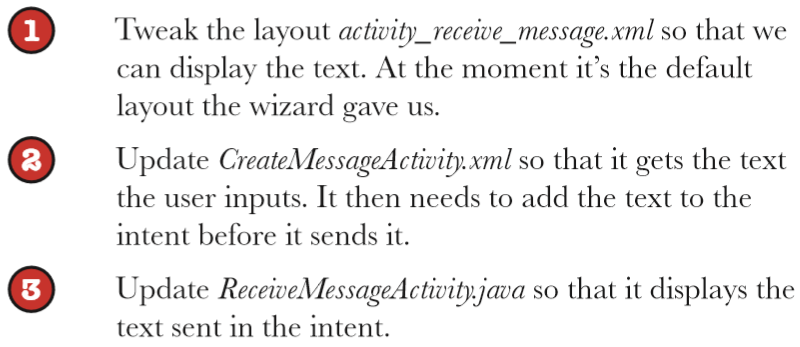 1 Tweak the layout activity_receive_message.xml so that we
can display the text. At the moment it’s the default
layout the wizard gave us.
2 Update CreateMessageActivity.xml so that it gets the text
the user inputs. It then needs to add the text to the
intent before it sends it.
3 Update ReceiveMessageActivity.java so that it displays the
text sent in the intent.